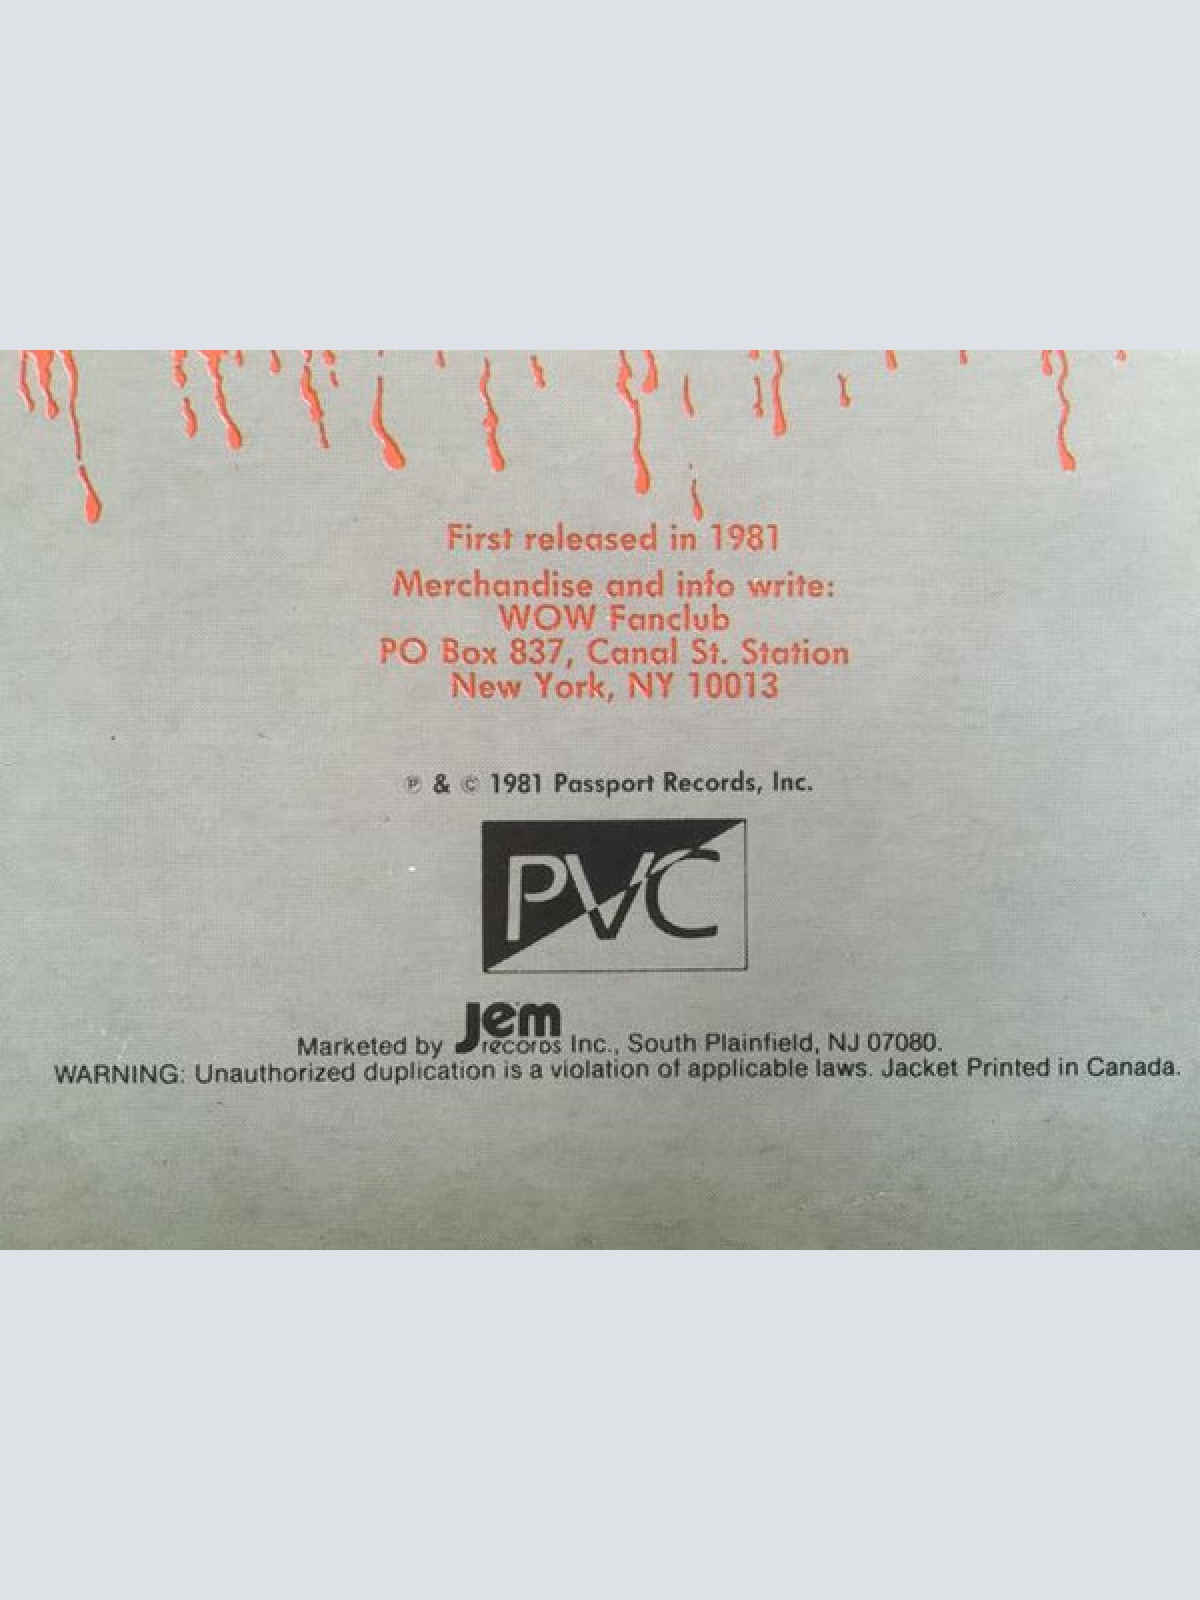 First released in 1981
Merchandise and info write:
WOW Fanclub
PO Box 837, Canal St. Station
New York, NY 10013
℗ & © 1981 Passport Records, Inc.
PVC
Marketed by Jem records Inc., South Plainfield, NJ 07080.
WARNING: Unauthorized duplication is a violation of applicable laws. Jacket Printed in Canada.